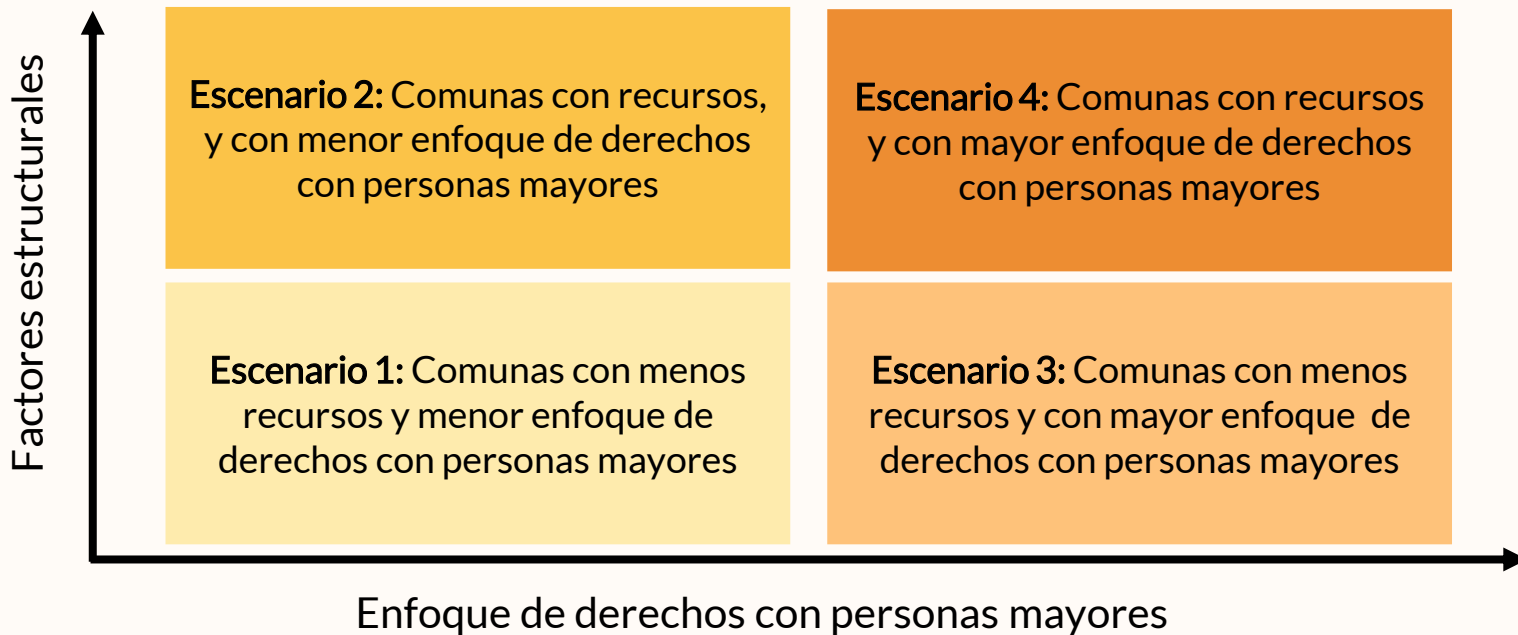 Factores estructurales
Escenario 2: Comunas con recursos,
y con menor enfoque de derechos
con personas mayores
Escenario 4: Comunas con recursos
y con mayor enfoque de derechos
con personas mayores
Escenario 1: Comunas con menos
recursos y menor enfoque de
derechos con personas mayores
Escenario 3: Comunas con menos
recursos y con mayor enfoque  de
derechos con personas mayores
Enfoque de derechos con personas mayores